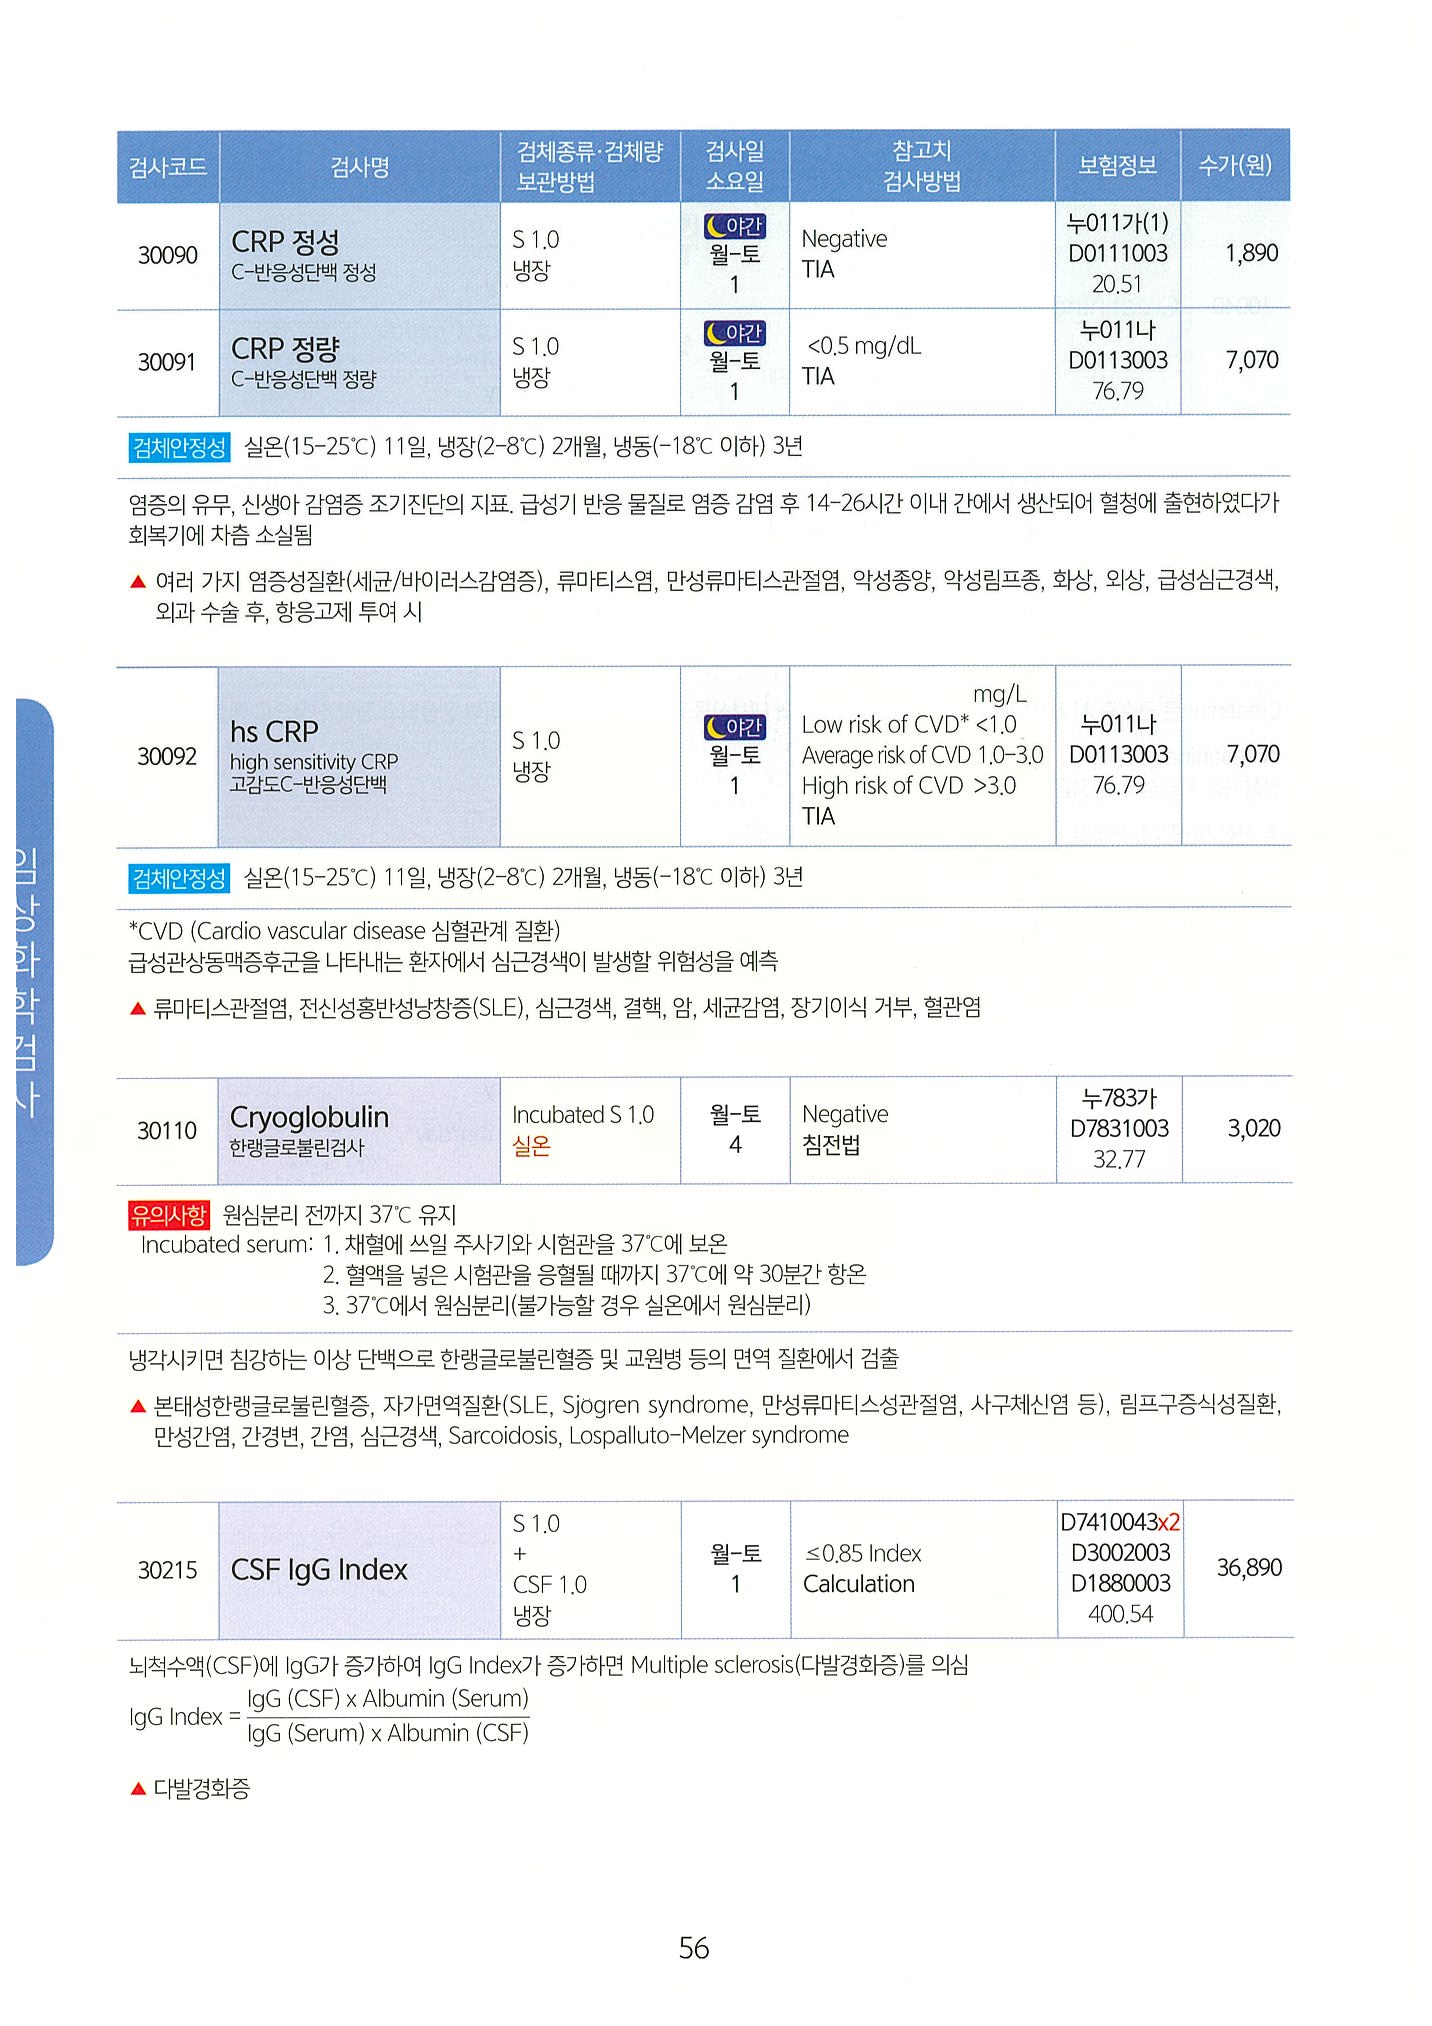 검사코드
검사명
검체종류·검체량
보관방법
검사일
소요일
참고치
검사방법
보험정보
수가(원)
30090
CRP 정성
C-반응성단백 정성
S 1.0
냉장
야간
월-토
1
Negative
TIA
누011가(1)
D0111003
20.51
1,890
30091
CRP 정량
C-반응성단백 정량
S 1.0
냉장
야간
월-토
1
<0.5 mg/dL
TIA
누011나
D0113003
76.79
7,070
검체안정성 실온(15-25℃) 11일, 냉장(2-8℃) 2개월, 냉동(-18℃ 이하) 3년
염증의 유무, 신생아 감염증 조기진단의 지표. 급성기 반응 물질로 염증 감염 후 14-26시간 이내 간에서 생산되어 혈청에 출현하였다가
회복기에 차츰 소실됨
▲ 여러 가지 염증성질환(세균/바이러스감염증), 류마티스염, 만성류마티스관절염, 악성종양, 악성림프종, 화상, 외상, 급성심근경색,
외과 수술 후, 항응고제 투여 시
30092
hs CRP
high sensitivity CRP
고감도C-반응성단백
S 1.0
냉장
야간
월-토
1
mg/L
Low risk of CVD* <1.0
Average risk of CVD 1.0-3.0
High risk of CVD >3.0
TIA
누011나
D0113003
76.79
7,070
검체안정성 실온(15-25℃) 11일, 냉장(2-8℃) 2개월, 냉동(-18℃ 이하) 3년
*CVD (Cardio vascular disease 심혈관계 질환)
급성관상동맥증후군을 나타내는 환자에서 심근경색이 발생할 위험성을 예측
▲ 류마티스관절염, 전신성홍반성낭창증(SLE), 심근경색, 결핵, 암, 세균감염, 장기이식 거부, 혈관염
임상화학검사
30110
Cryoglobulin
한랭글로불린검사
Incubated S 1.0
실온
월-토
4
Negative
침전법
누783가
D7831003
32.77
3,020
유의사항 원심분리 전까지 37℃ 유지
Incubated serum: 1. 채혈에 쓰일 주사기와 시험관을 37℃에 보온
2. 혈액을 넣은 시험관을 응혈될 때까지 37℃에 약 30분간 항온
3. 37℃에서 원심분리(불가능할 경우 실온에서 원심분리)
냉각시키면 침강하는 이상 단백으로 한랭글로불린혈증 및 교원병 등의 면역 질환에서 검출
▲ 본태성한랭글로불린혈증, 자가면역질환(SLE, Sjögren syndrome, 만성류마티스성관절염, 사구체신염 등), 림프구증식성질환,
만성간염, 간경변, 간염, 심근경색, Sarcoidosis, Lospalluto-Melzer syndrome
30215
CSF IgG Index
S 1.0
+
CSF 1.0
냉장
월-토
1
≤0.85 Index
Calculation
D7410043x2
D3002003
D1880003
400.54
36,890
뇌척수액(CSF)에 IgG가 증가하여 IgG Index가 증가하면 Multiple sclerosis(다발경화증)를 의심
IgG (CSF) x Albumin (Serum)
IgG Index =
IgG (Serum) x Albumin (CSF)
▲ 다발경화증
56